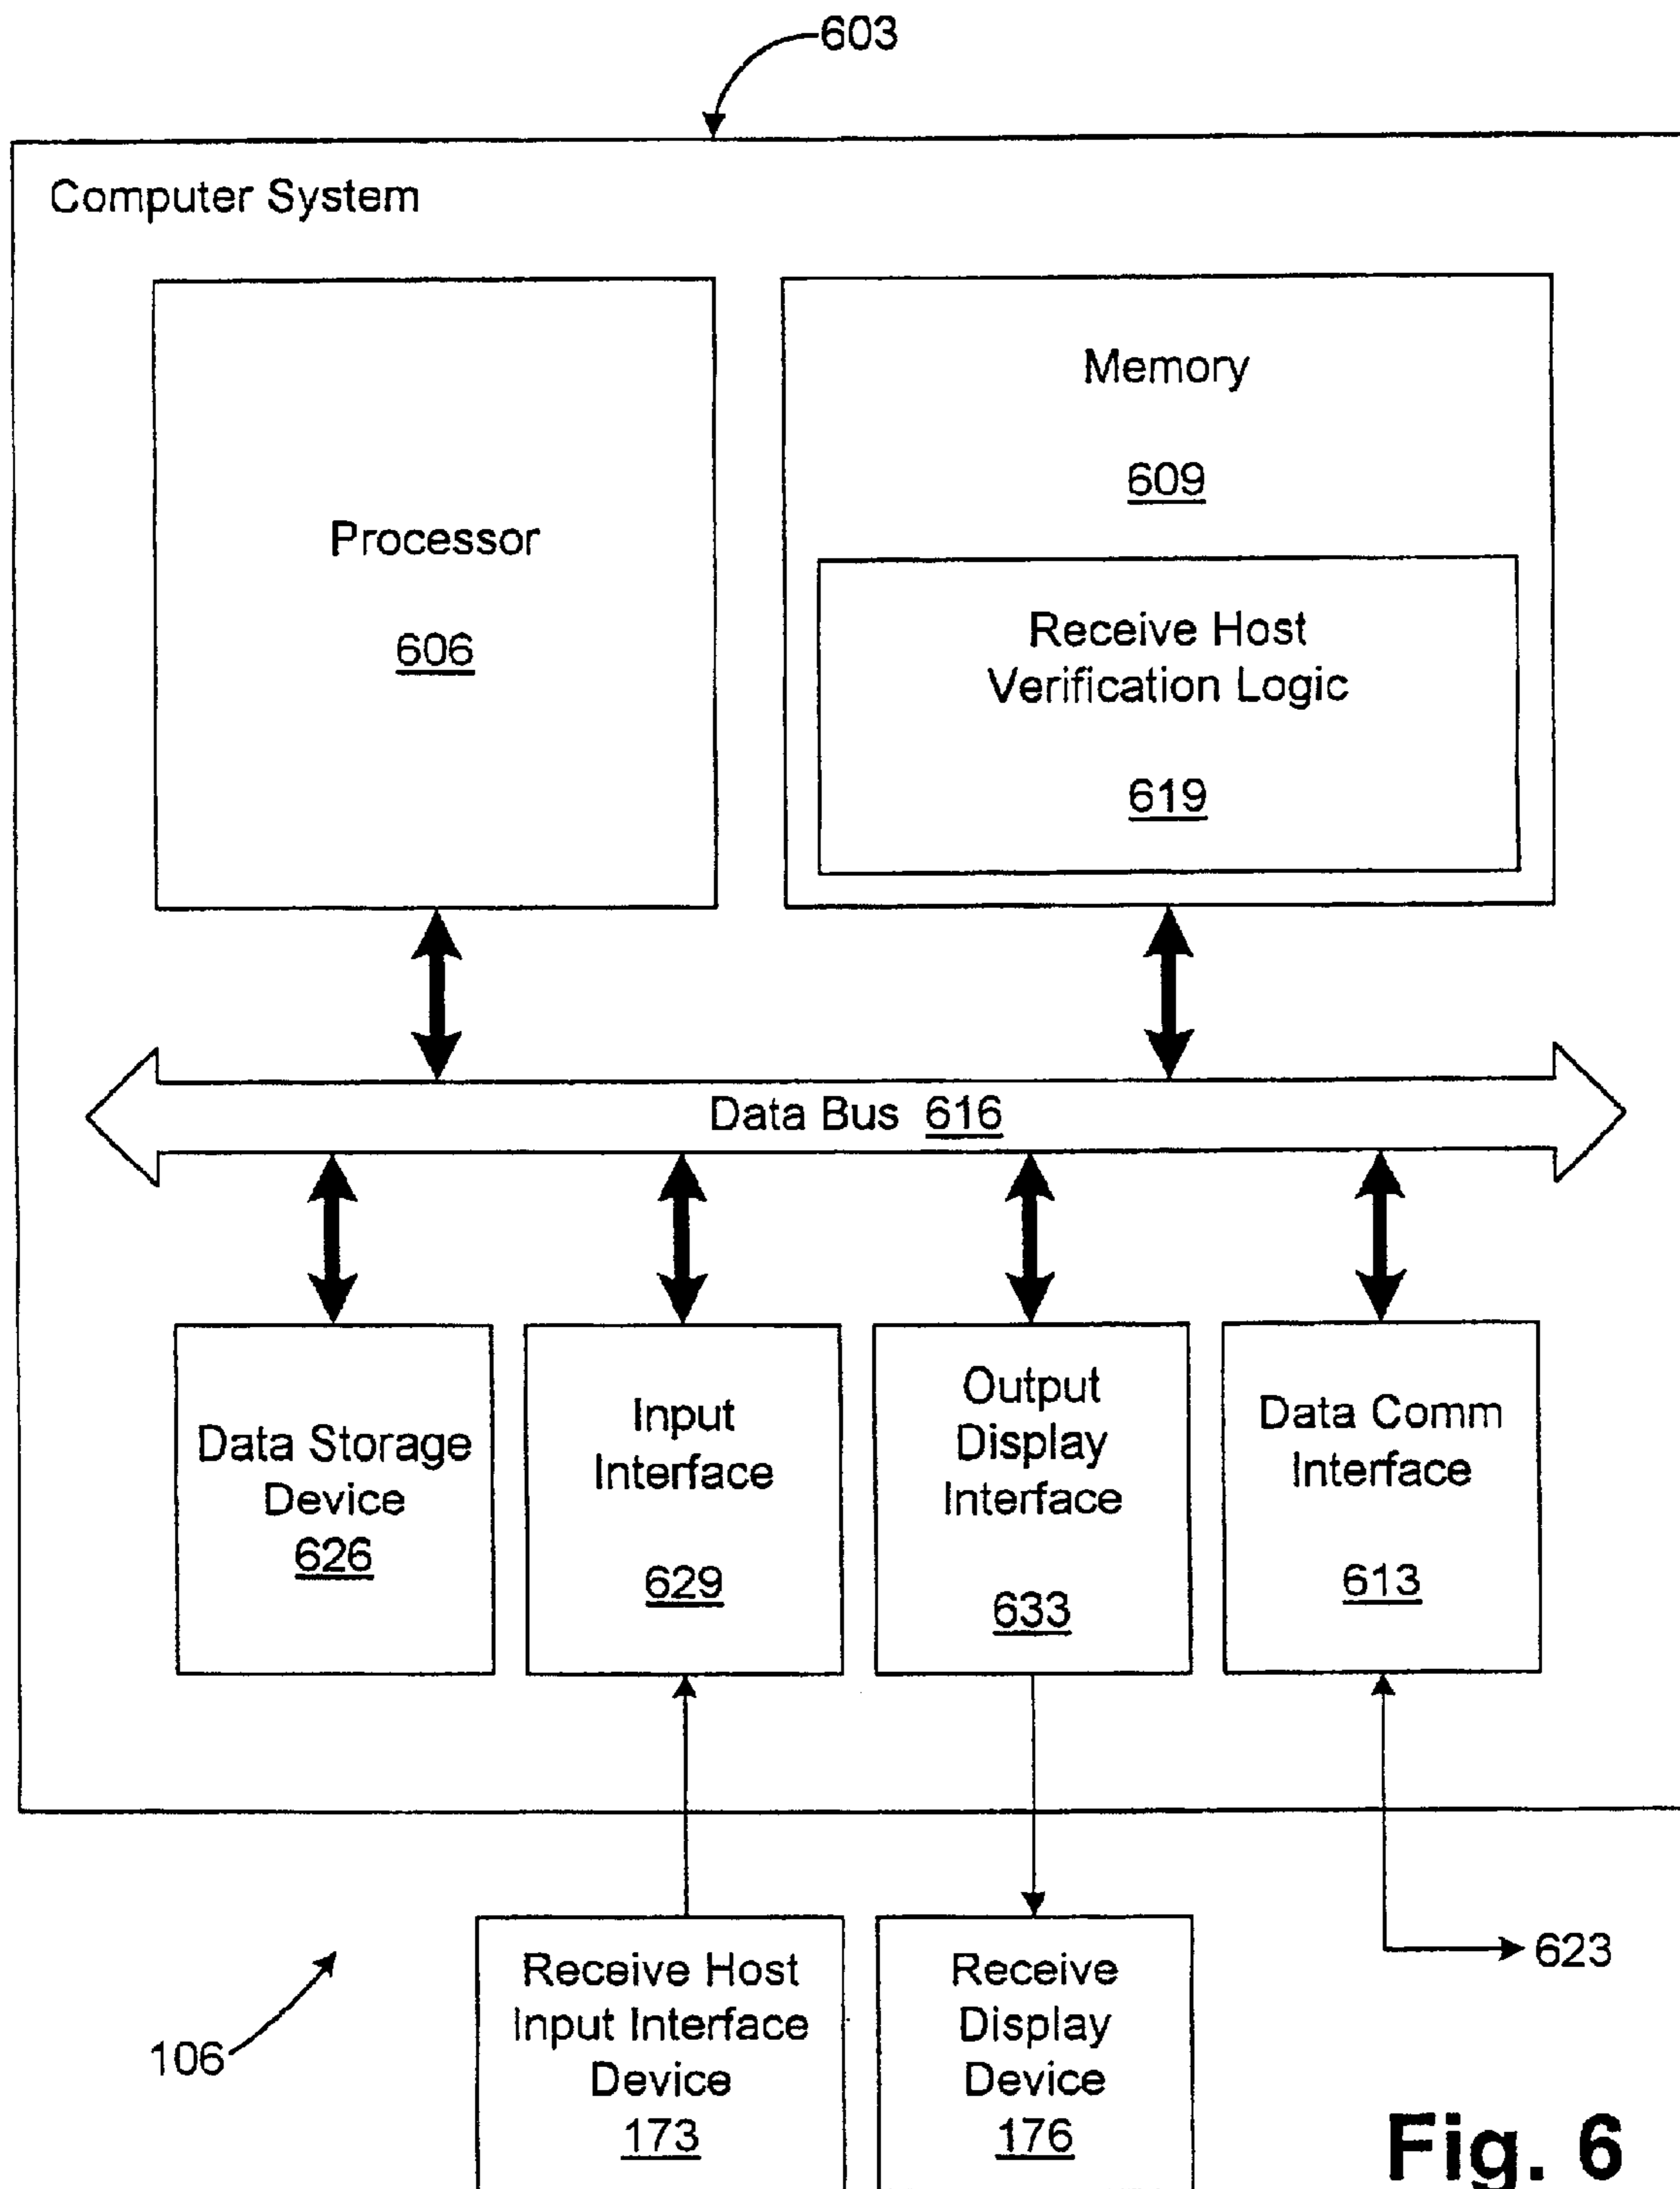 603
Computer System
Processor
606
Memory
609
Receive Host
Verification Logic
619
Data Bus 616
Data Storage
Device
626
Input
Interface
629
Output
Display
Interface
633
Data Comm
Interface
613
623
106
Receive Host
Input Interface
Device
173
Receive
Display
Device
176
Fig. 6